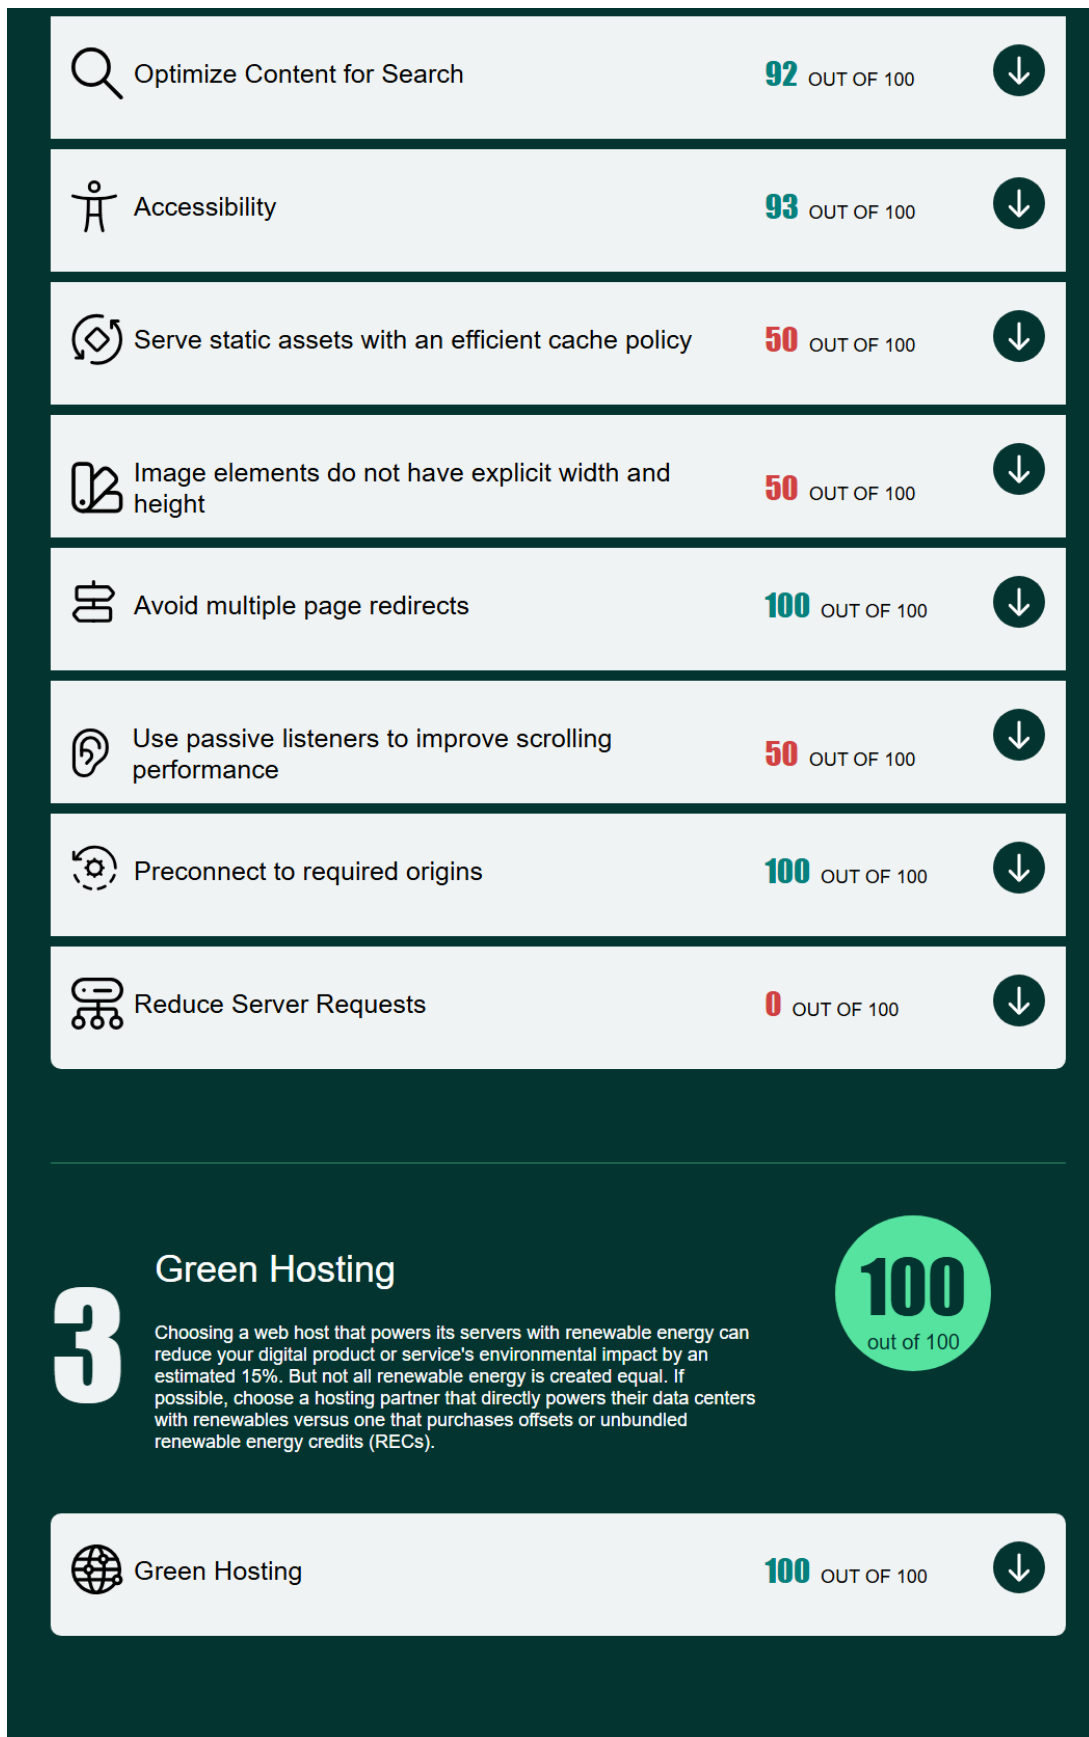 Optimize Content for Search 92 OUT OF 100
Accessibility 93 OUT OF 100
Serve static assets with an efficient cache policy 50 OUT OF 100
Image elements do not have explicit width and
height 50 OUT OF 100
Avoid multiple page redirects 100 OUT OF 100
Use passive listeners to improve scrolling
performance 50 OUT OF 100
Preconnect to required origins 100 OUT OF 100
Reduce Server Requests 0 OUT OF 100
3
Green Hosting
100
out of 100
Choosing a web host that powers its servers with renewable energy can
reduce your digital product or service's environmental impact by an
estimated 15%. But not all renewable energy is created equal. If
possible, choose a hosting partner that directly powers their data centers
with renewables versus one that purchases offsets or unbundled
renewable energy credits (RECs).
Green Hosting 100 OUT OF 100